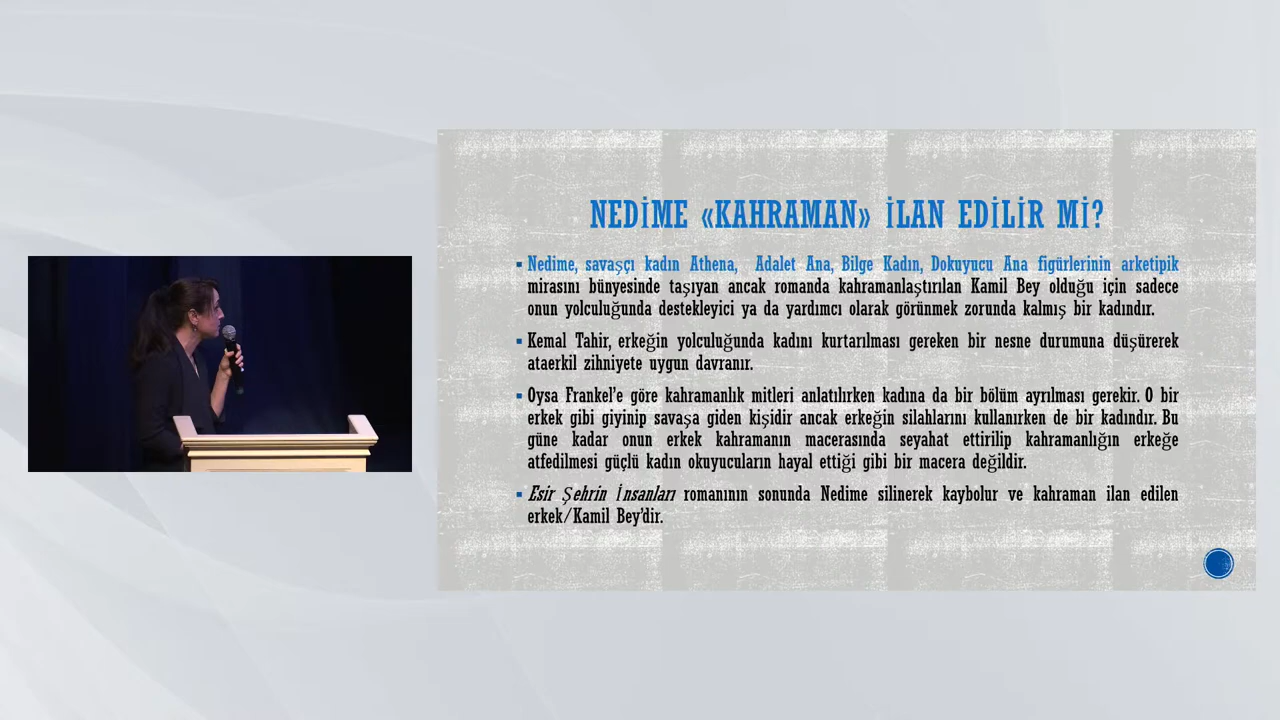 NEDİME «KAHRAMAN» İLAN EDİLİR Mİ?
▪ Nedime, savaşçı kadın Athena, Adalet Ana, Bilge Kadın, Dokuyucu Ana figürlerinin arketipik
mirasını bünyesinde taşıyan ancak romanda kahramanlaştırılan Kamil Bey olduğu için sadece
onun yolculuğunda destekleyici ya da yardımcı olarak görünmek zorunda kalmış bir kadındır.
▪ Kemal Tahir, erkeğin yolculuğunda kadını kurtarılması gereken bir nesne durumuna düşürerek
ataerkil zihniyete uygun davranır.
▪ Oysa Frankel’e göre kahramanlık mitleri anlatılırken kadına da bir bölüm ayrılması gerekir. O bir
erkek gibi giyinip savaşa giden kişidir ancak erkeğin silahlarını kullanırken de bir kadındır. Bu
güne kadar onun erkek kahramanın macerasında seyahat ettirilip kahramanlığın erkeğe
atfedilmesi güçlü kadın okuyucuların hayal ettiği gibi bir macera değildir.
▪ Esir Şehrin İnsanları romanının sonunda Nedime silinerek kaybolur ve kahraman ilan edilen
erkek/Kamil Bey’dir.